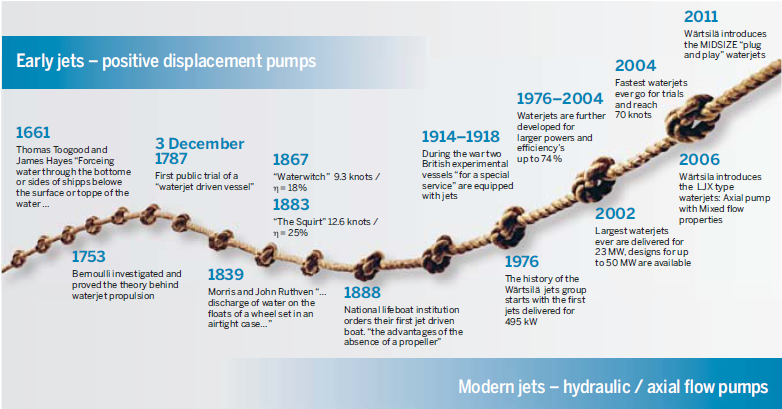 Early jets – positive displacement pumps
1661
Thomas Toogood and
James Hayes “Forceing
water through the bottome
or sides of shipps belowe
the surface or toppe of the
water ...
1753
Bernoulli investigated and
proved the theory behind
waterjet propulsion
3 December
1787
First public trial of a
“waterjet driven vessel”
1839
Morris and John Ruthven “...
discharge of water on the
floats of a wheel set in an
airtight case...”
1867
“Waterwitch” 9.3 knots /
η = 18%
1883
“The Squirt” 12.6 knots /
η = 25%
1888
National lifeboat institution
orders their first jet driven
boat. “the advantages of the
absence of a propeller”
1914–1918
During the war two
British experimental
vessels “for a special
service” are equipped
with jets
1976
The history of the
Wärtsilä jets group
starts with the first
jets delivered for
495 kW
1976–2004
Waterjets are further
developed for
larger powers and
efficiency’s
up to 74 %
2002
Largest waterjets
ever are delivered for
23 MW, designs for up
to 50 MW are available
2004
Fastest waterjets
ever go for trials
and reach
70 knots
2006
Wärtsila introduces
the LJX type
waterjets: Axial pump
with Mixed flow
properties
2011
Wärtsilä introduces
the MIDSIZE “plug
and play” waterjets
Modern jets – hydraulic / axial flow pumps